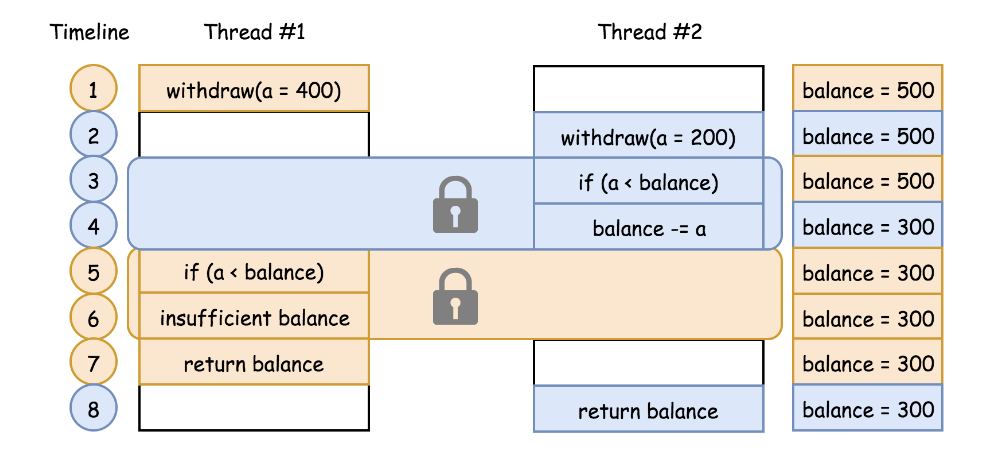 Timeline Thread #1 Thread #2
1 withdraw(a = 400) balance = 500
2 withdraw(a = 200) balance = 500
3 if (a < balance) balance = 500
4 balance -= a balance = 300
5 if (a < balance) balance = 300
6 insufficient balance balance = 300
7 return balance balance = 300
8 return balance balance = 300